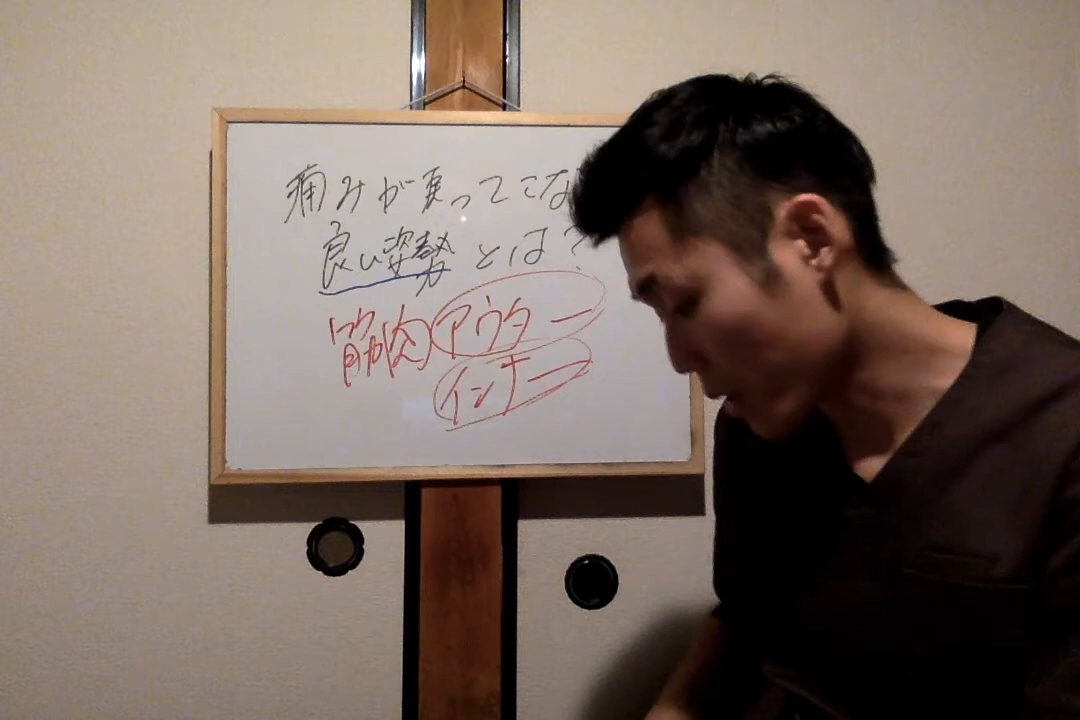 痛みが乗ってこな
良い姿勢とは?
筋肉 アウター
インナー